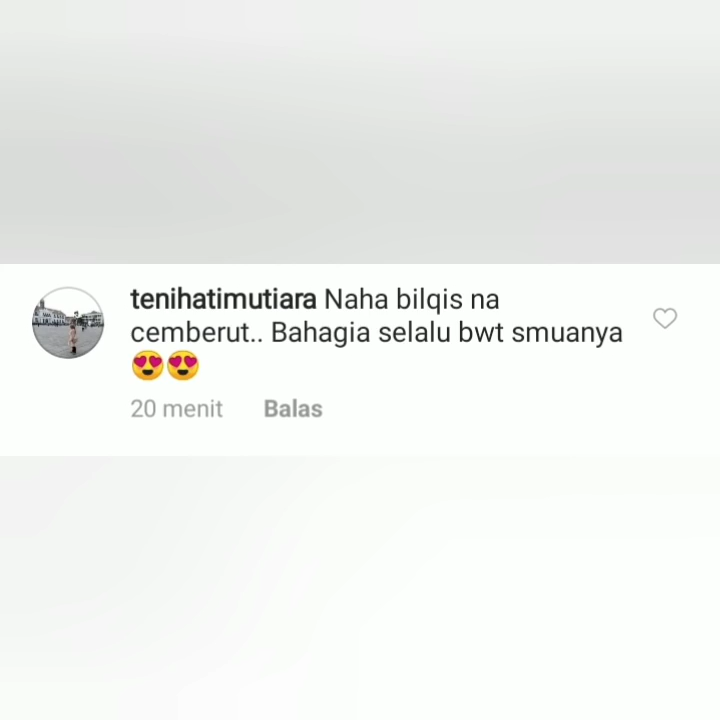 tenihatimutiara Naha bilqis na
cemberut.. Bahagia selalu bwt smuanya
😍😍
20 menit Balas